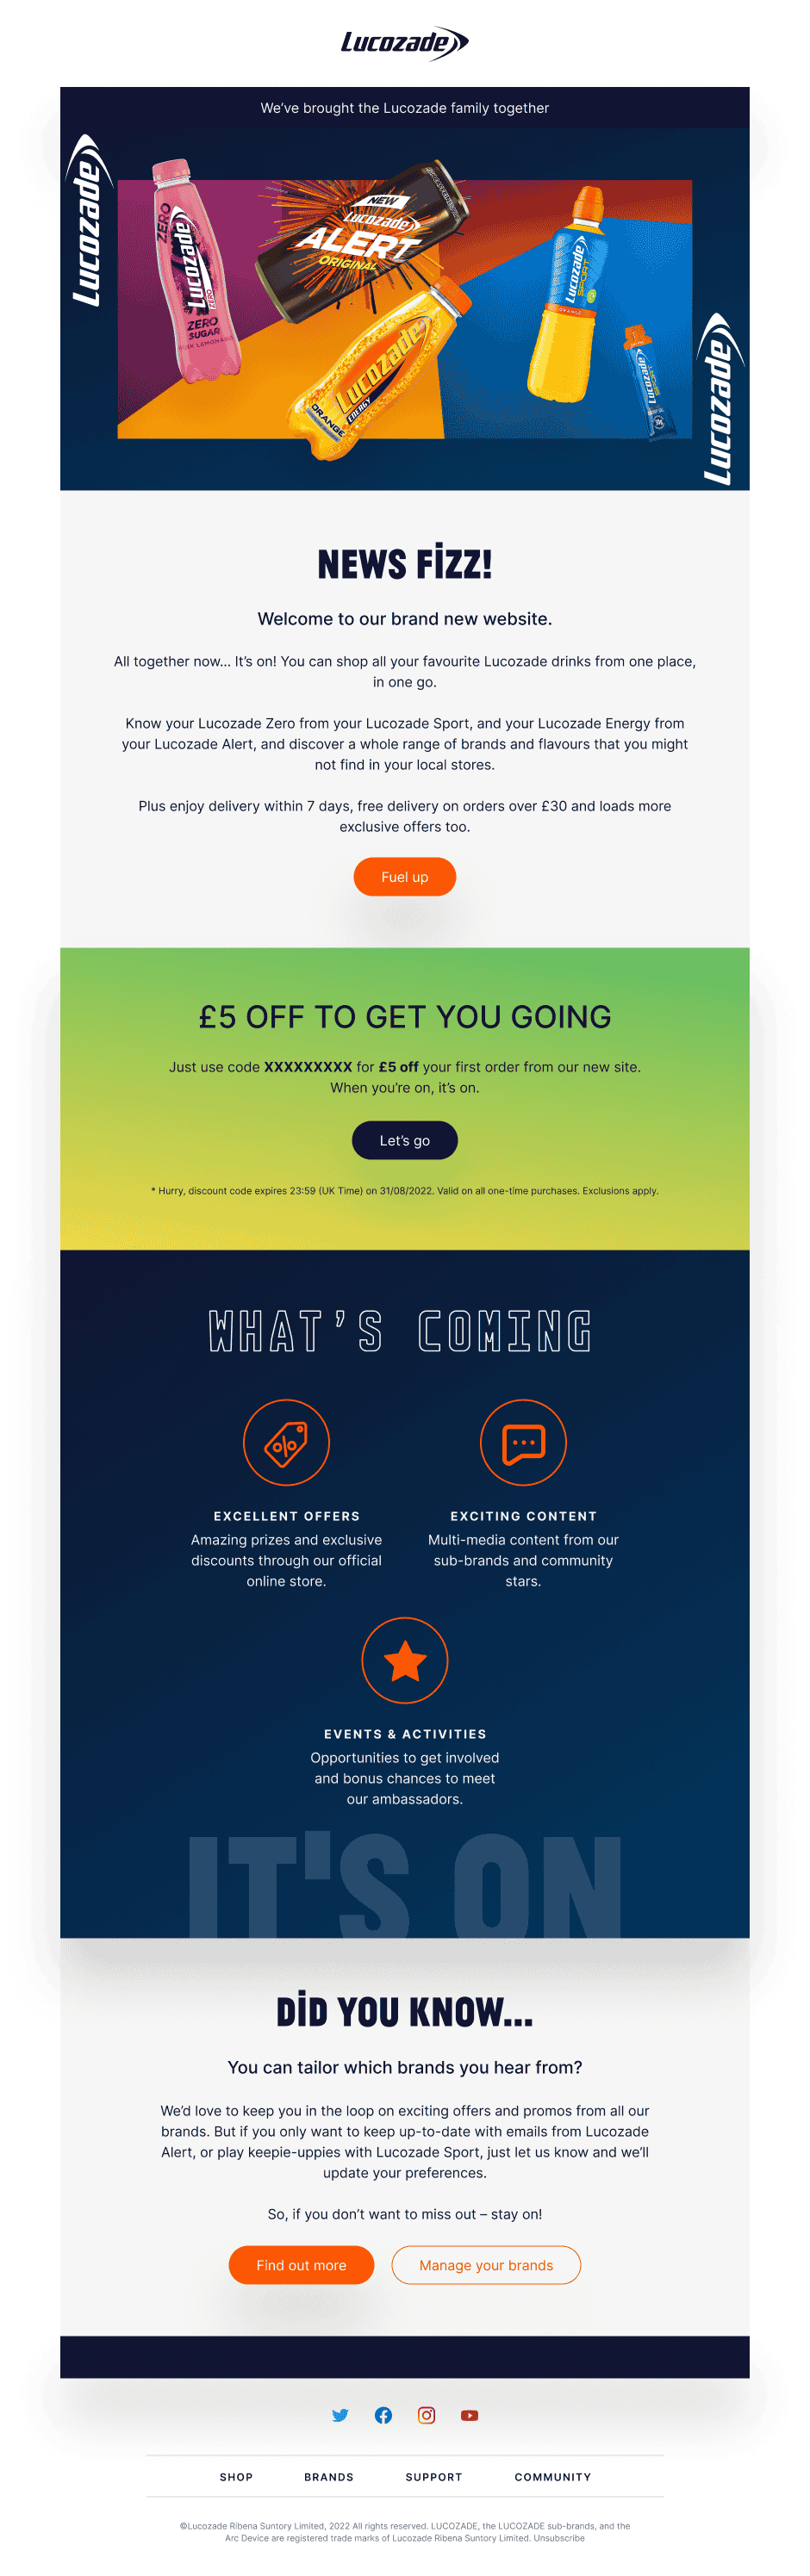 Lucozade
We've brought the Lucozade family together
Lucozade
ZERO
Lucozade
ZERO
ZERO
SUGAR
PINK LEMONADE
NEW
Lucozade
ALERT
ORIGINAL
Lucozade
ENERGY
ORANGE
Lucozade
SPORT
ORANGE
Lucozade
Lucozade
NEWS FIZZ!
Welcome to our brand new website.
All together now... It's on! You can shop all your favourite Lucozade drinks from one place,
in one go.
Know your Lucozade Zero from your Lucozade Sport, and your Lucozade Energy from
your Lucozade Alert, and discover a whole range of brands and flavours that you might
not find in your local stores.
Plus enjoy delivery within 7 days, free delivery on orders over £30 and loads more
exclusive offers too.
Fuel up
£5 OFF TO GET YOU GOING
Just use code XXXXXXXXX for £5 off your first order from our new site.
When you're on, it's on.
Let's go
* Hurry, discount code expires 23:59 (UK Time) on 31/08/2022. Valid on all one-time purchases. Exclusions apply.
WHAT'S COMING
EXCELLENT OFFERS
Amazing prizes and exclusive
discounts through our official
online store.
EXCITING CONTENT
Multi-media content from our
sub-brands and community
stars.
EVENTS & ACTIVITIES
Opportunities to get involved
and bonus chances to meet
our ambassadors.
IT'S ON
DID YOU KNOW...
You can tailor which brands you hear from?
We'd love to keep you in the loop on exciting offers and promos from all our
brands. But if you only want to keep up-to-date with emails from Lucozade
Alert, or play keepie-uppies with Lucozade Sport, just let us know and we'll
update your preferences.
So, if you don't want to miss out – stay on!
Find out more
Manage your brands
SHOP
BRANDS
SUPPORT
COMMUNITY
©Lucozade Ribena Suntory Limited, 2022 All rights reserved. LUCOZADE, the LUCOZADE sub-brands, and the
Arc Device are registered trade marks of Lucozade Ribena Suntory Limited. Unsubscribe